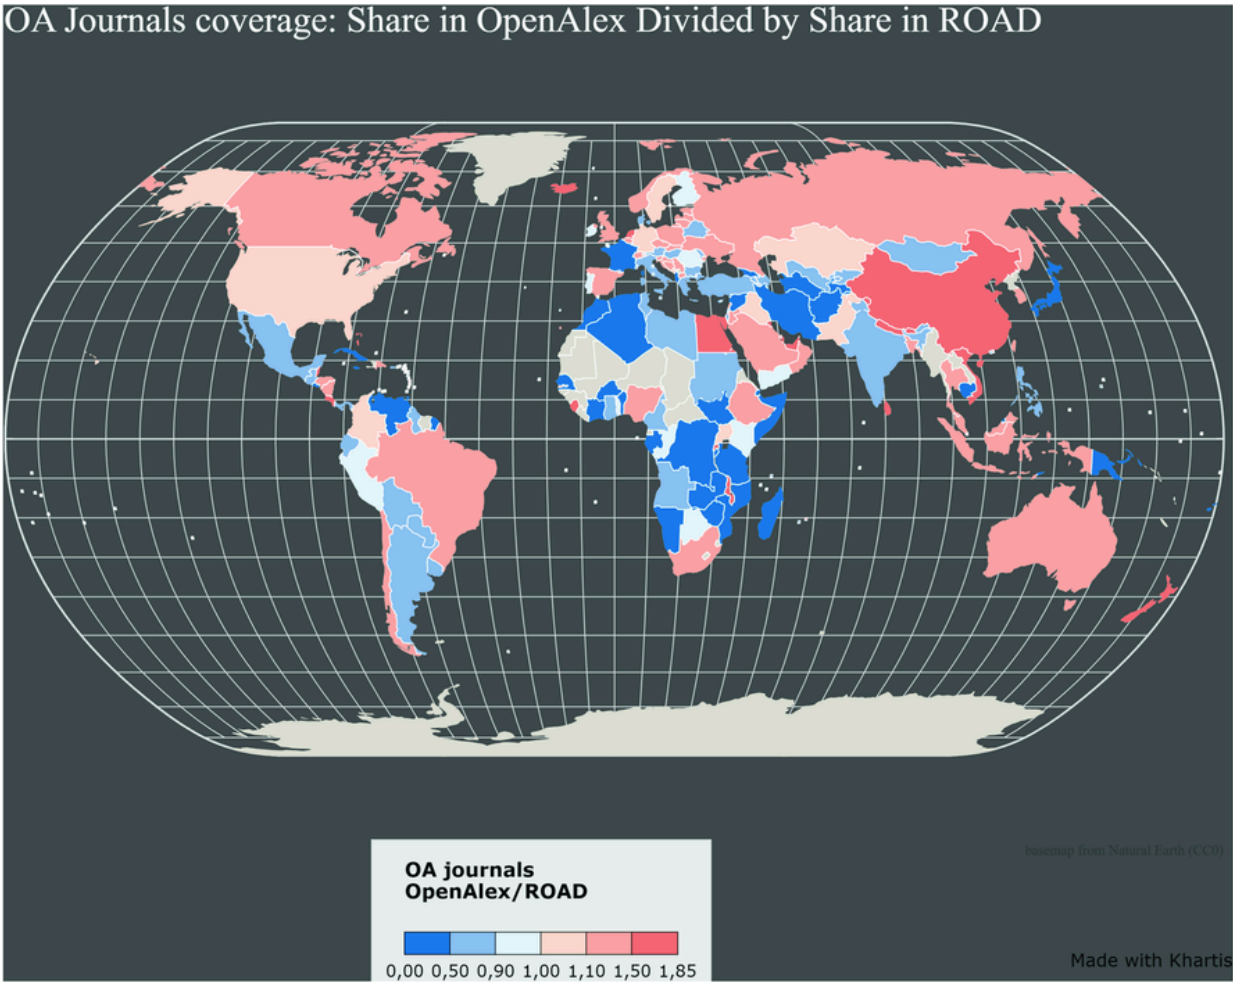 OA Journals coverage: Share in OpenAlex Divided by Share in ROAD
basemap from Natural Earth (CC0)
OA journals
OpenAlex/ROAD
0,00 0,50 0,90 1,00 1,10 1,50 1,85
Made with Khartis